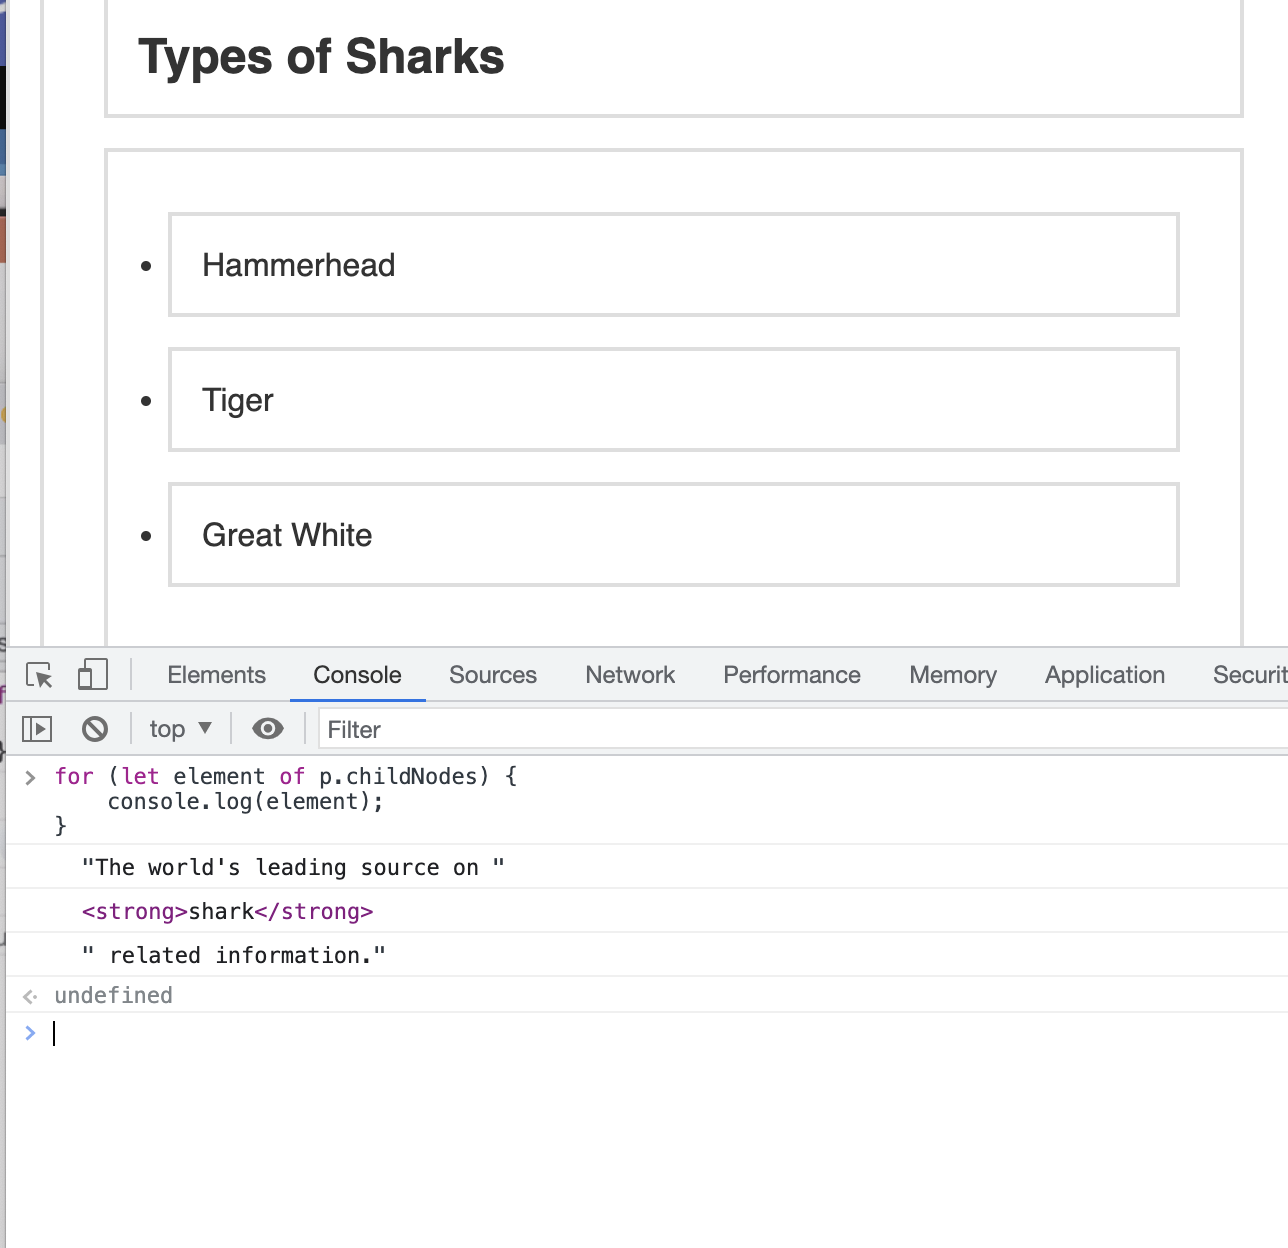 Types of Sharks
Hammerhead
Tiger
Great White
Elements Console Sources Network Performance Memory Application Securit
top Filter
for (let element of p.childNodes) {
    console.log(element);
}
"The world's leading source on "
<strong>shark</strong>
" related information."
undefined